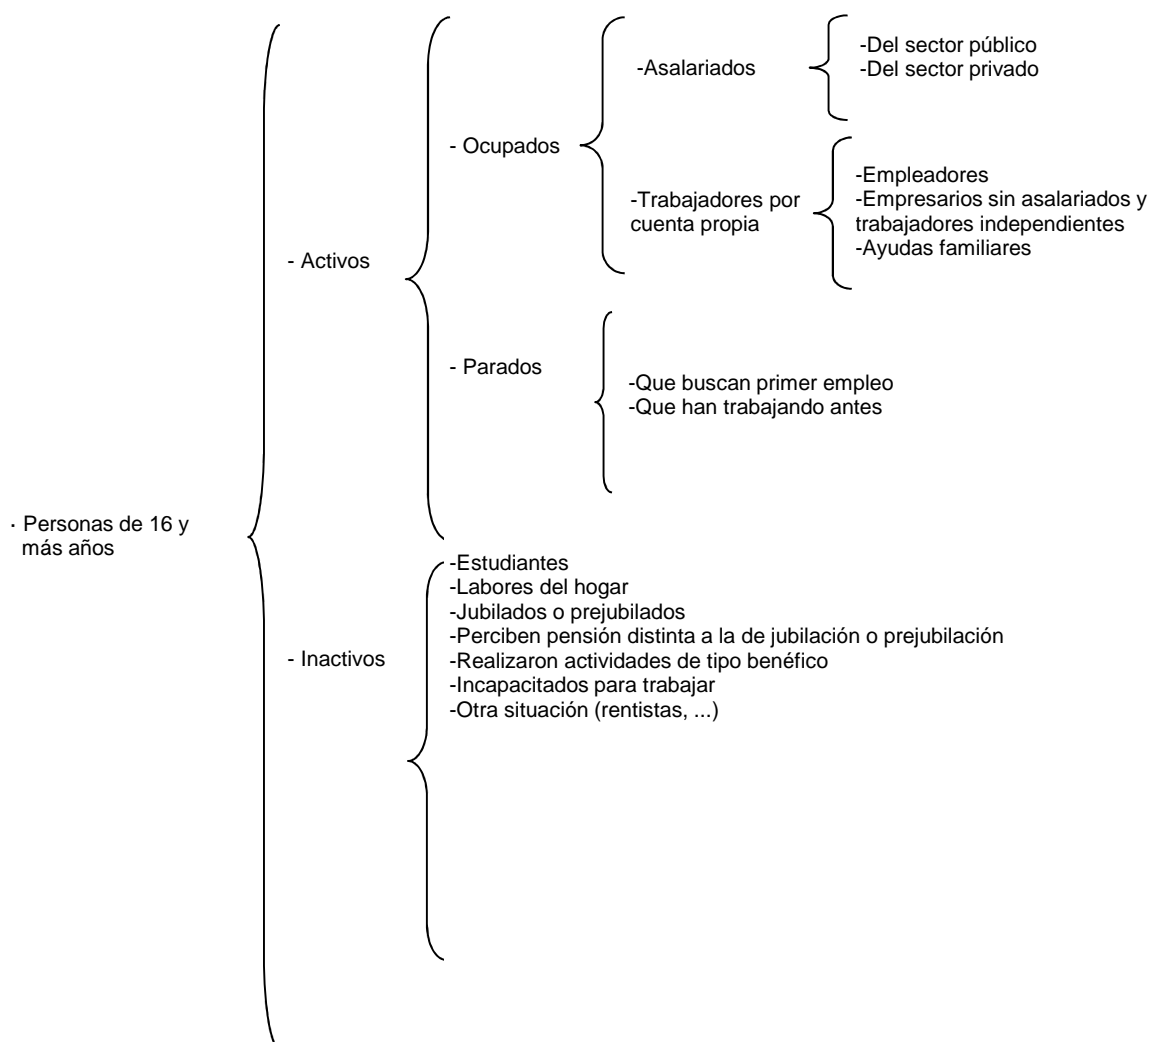 -Del sector público
-Del sector privado
-Asalariados
- Ocupados
-Empleadores
-Empresarios sin asalariados y
trabajadores independientes
-Ayudas familiares
-Trabajadores por
cuenta propia
- Activos
- Parados
-Que buscan primer empleo
-Que han trabajando antes
· Personas de 16 y
más años
-Estudiantes
-Labores del hogar
-Jubilados o prejubilados
-Perciben pensión distinta a la de jubilación o prejubilación
-Realizaron actividades de tipo benéfico
-Incapacitados para trabajar
-Otra situación (rentistas, ...)
- Inactivos